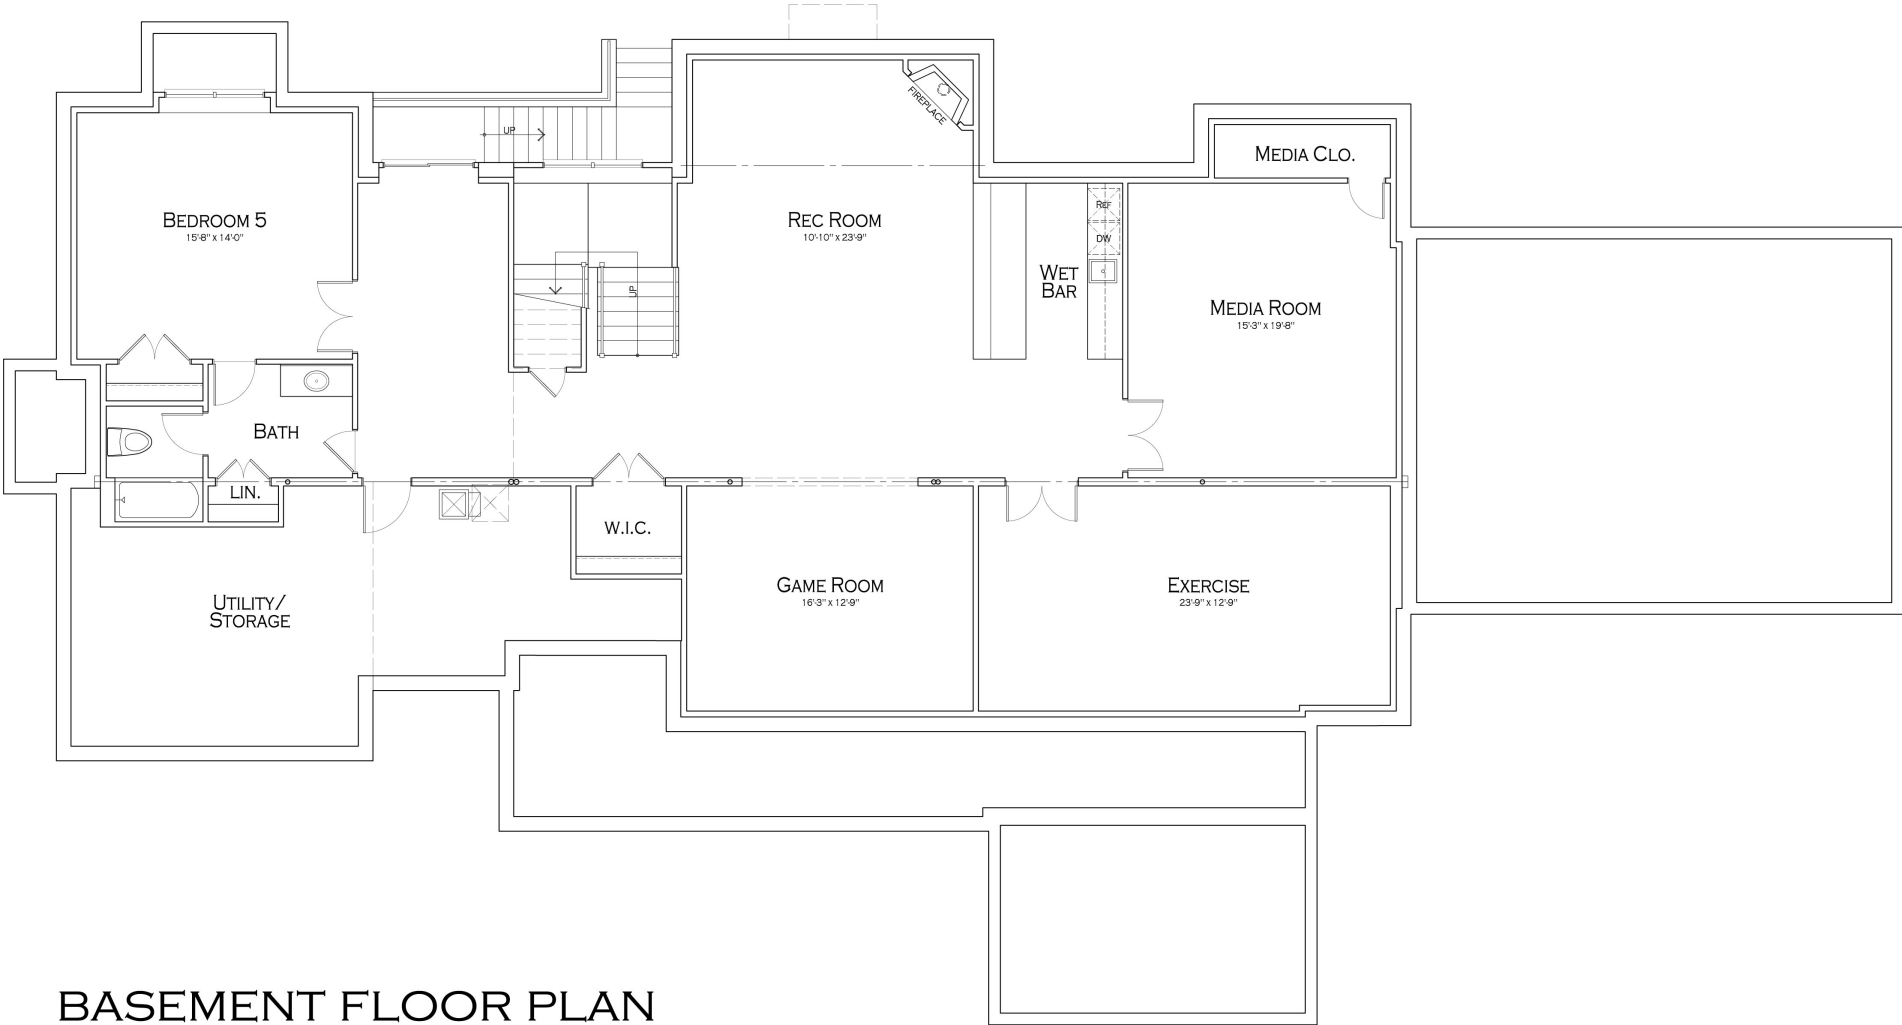 UP
FIREPLACE
MEDIA CLO.
BEDROOM 5
15'-8" X 14'-0"
REC ROOM
10'-10" X 23'-9"
REF
DW
WET
BAR
UP
MEDIA ROOM
15'-3" X 19'-8"
BATH
LIN.
W.I.C.
UTILITY/
STORAGE
GAME ROOM
16'-3" X 12'-9"
EXERCISE
23'-9" X 12'-9"
BASEMENT FLOOR PLAN